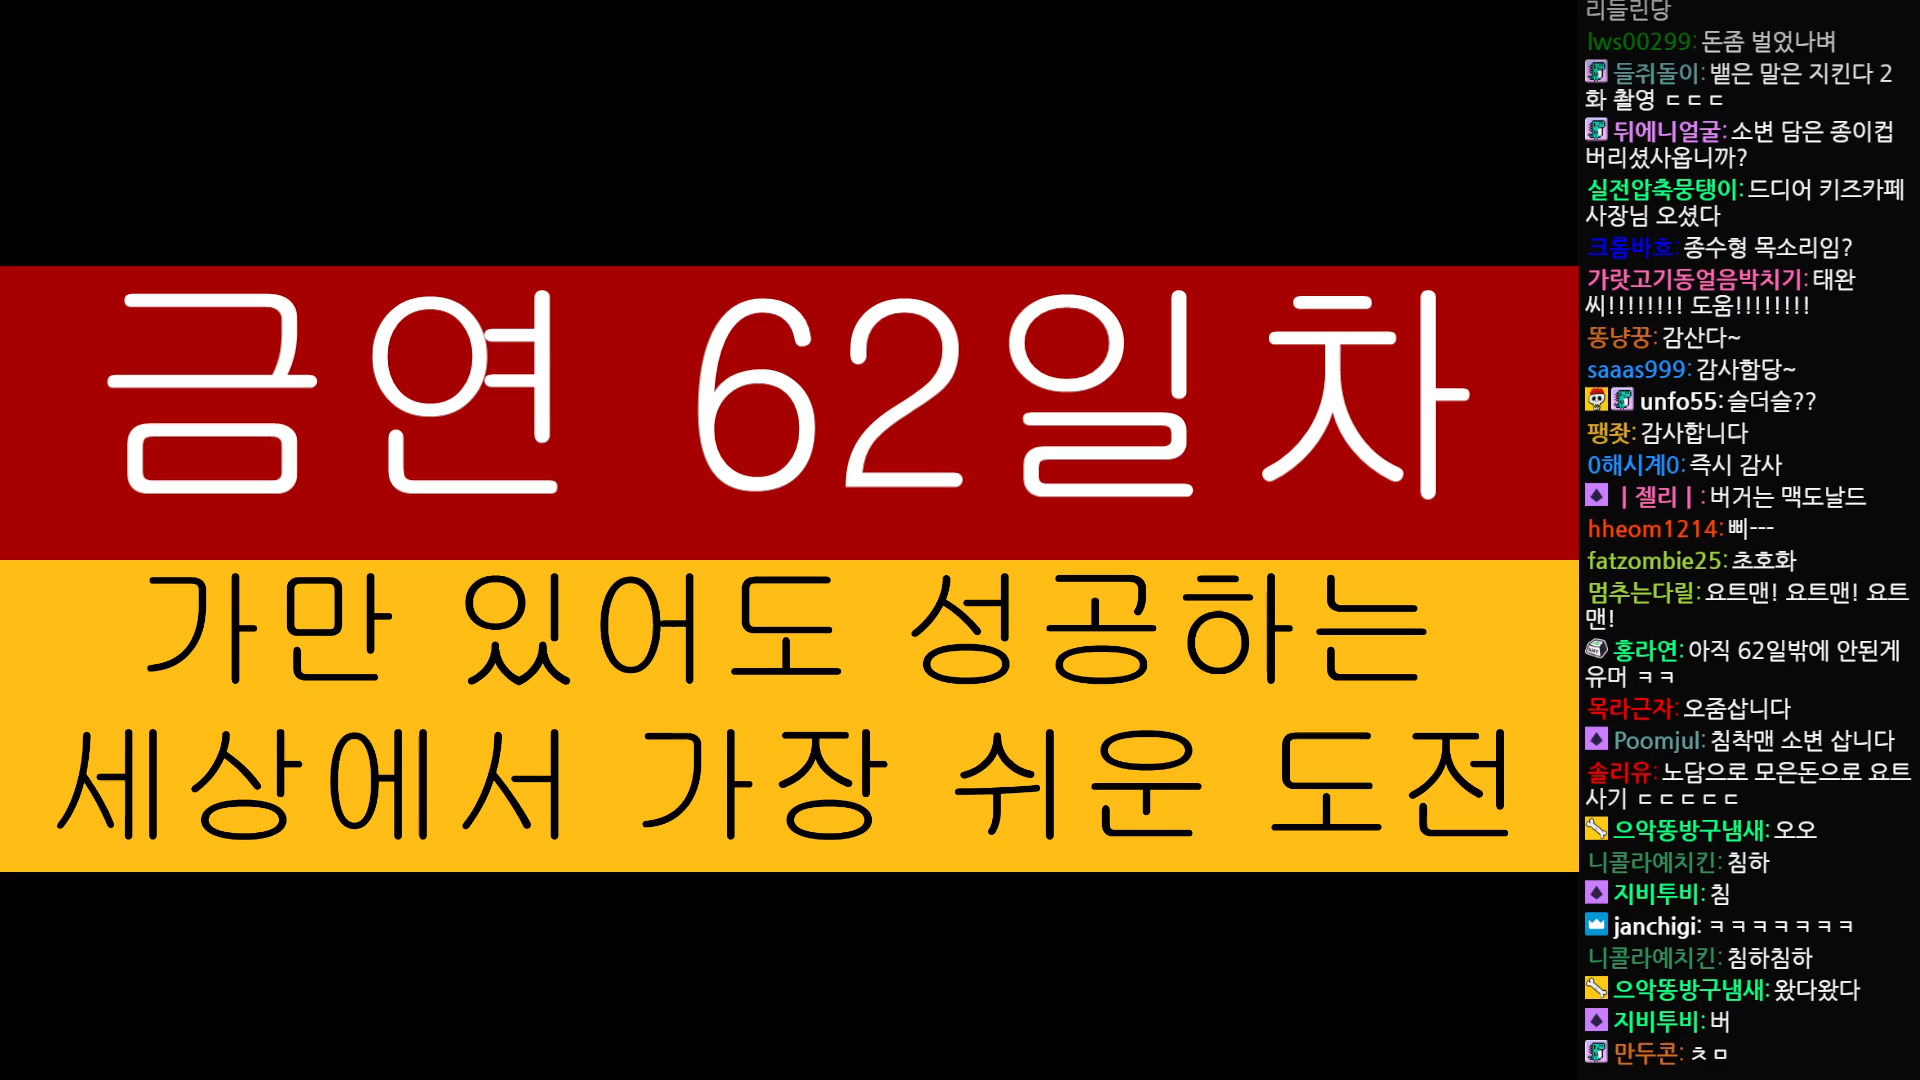 금연 62일차
가만 있어도 성공하는
세상에서 가장 쉬운 도전
리들린당
lws00299: 돈좀 벌었나벼
들쥐돌이: 뱉은 말은 지킨다 2
화 촬영 ㄷㄷㄷ
뒤에니얼굴: 소변 담은 종이컵
버리셨사옵니까?
실전압축뭉탱이: 드디어 키즈카페
사장님 오셨다
크롬바흐: 종수형 목소리임?
가랏고기동얼음박치기: 태완
씨!!!!!!!! 도움!!!!!!!!
똥냥꿍: 감산다~
saaas999: 감사함당~
unfo55: 슬더슬??
팽좟: 감사합니다
0해시계0: 즉시 감사
| 젤리 | : 버거는 맥도날드
hheom1214: 삐---
fatzombie25: 초호화
멈추는다릴: 요트맨! 요트맨! 요트
맨!
홍라연: 아직 62일밖에 안된게
유머 ㅋㅋ
목라근자: 오줌삽니다
Poomjul: 침착맨 소변 삽니다
솔리유: 노담으로 모은돈으로 요트
사기 ㄷㄷㄷㄷㄷ
으악똥방구냄새: 오오
니콜라예치킨: 침하
지비투비: 침
janchigi: ㅋㅋㅋㅋㅋㅋㅋ
니콜라예치킨: 침하침하
으악똥방구냄새: 왔다왔다
지비투비: 버
만두콘: ㅊㅁ